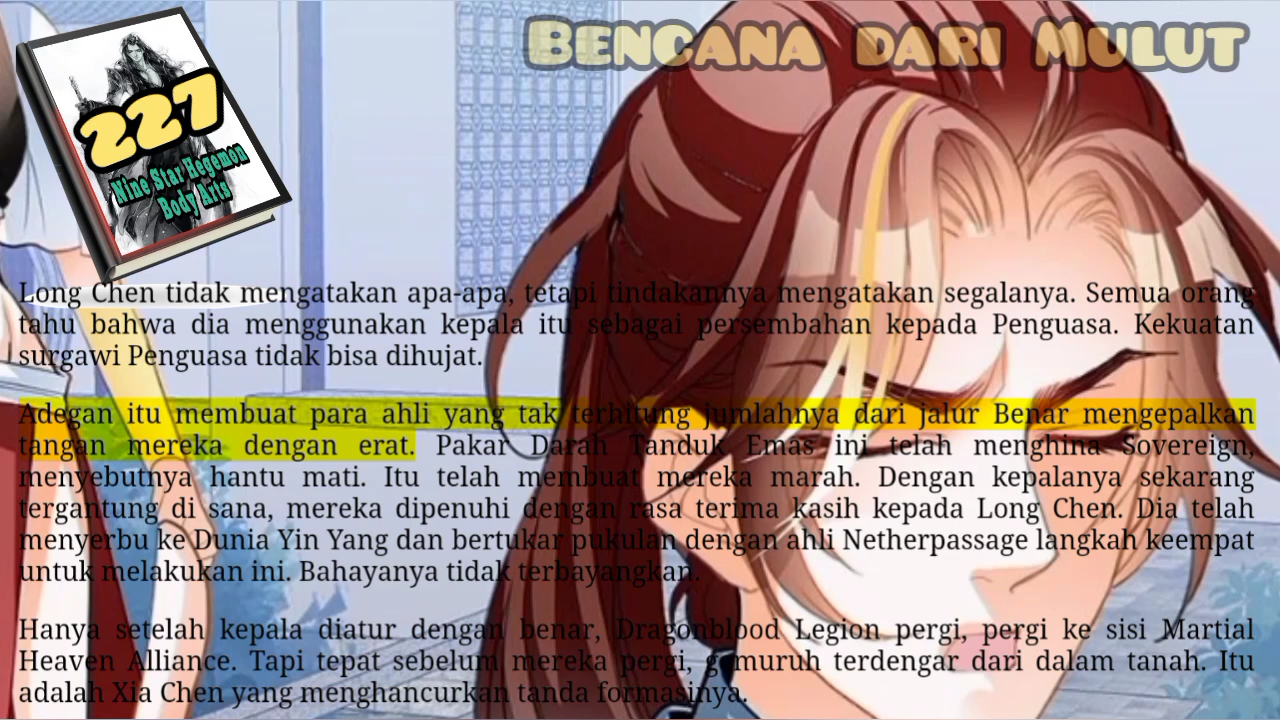 BENCANA DARI MULUT
227
Nine Star Hegemon
Body Arts
Long Chen tidak mengatakan apa-apa, tetapi tindakannya mengatakan segalanya. Semua orang
tahu bahwa dia menggunakan kepala itu sebagai persembahan kepada Penguasa. Kekuatan
surgawi Penguasa tidak bisa dihujat.
Adegan itu membuat para ahli yang tak terhitung jumlahnya dari jalur Benar mengepalkan
tangan mereka dengan erat. Pakar Darah Tanduk Emas ini telah menghina Sovereign,
menyebutnya hantu mati. Itu telah membuat mereka marah. Dengan kepalanya sekarang
tergantung di sana, mereka dipenuhi dengan rasa terima kasih kepada Long Chen. Dia telah
menyerbu ke Dunia Yin Yang dan bertukar pukulan dengan ahli Netherpassage langkah keempat
untuk melakukan ini. Bahayanya tidak terbayangkan.
Hanya setelah kepala diatur dengan benar, Dragonblood Legion pergi, pergi ke sisi Martial
Heaven Alliance. Tapi tepat sebelum mereka pergi, gemuruh terdengar dari dalam tanah. Itu
adalah Xia Chen yang menghancurkan tanda formasinya.